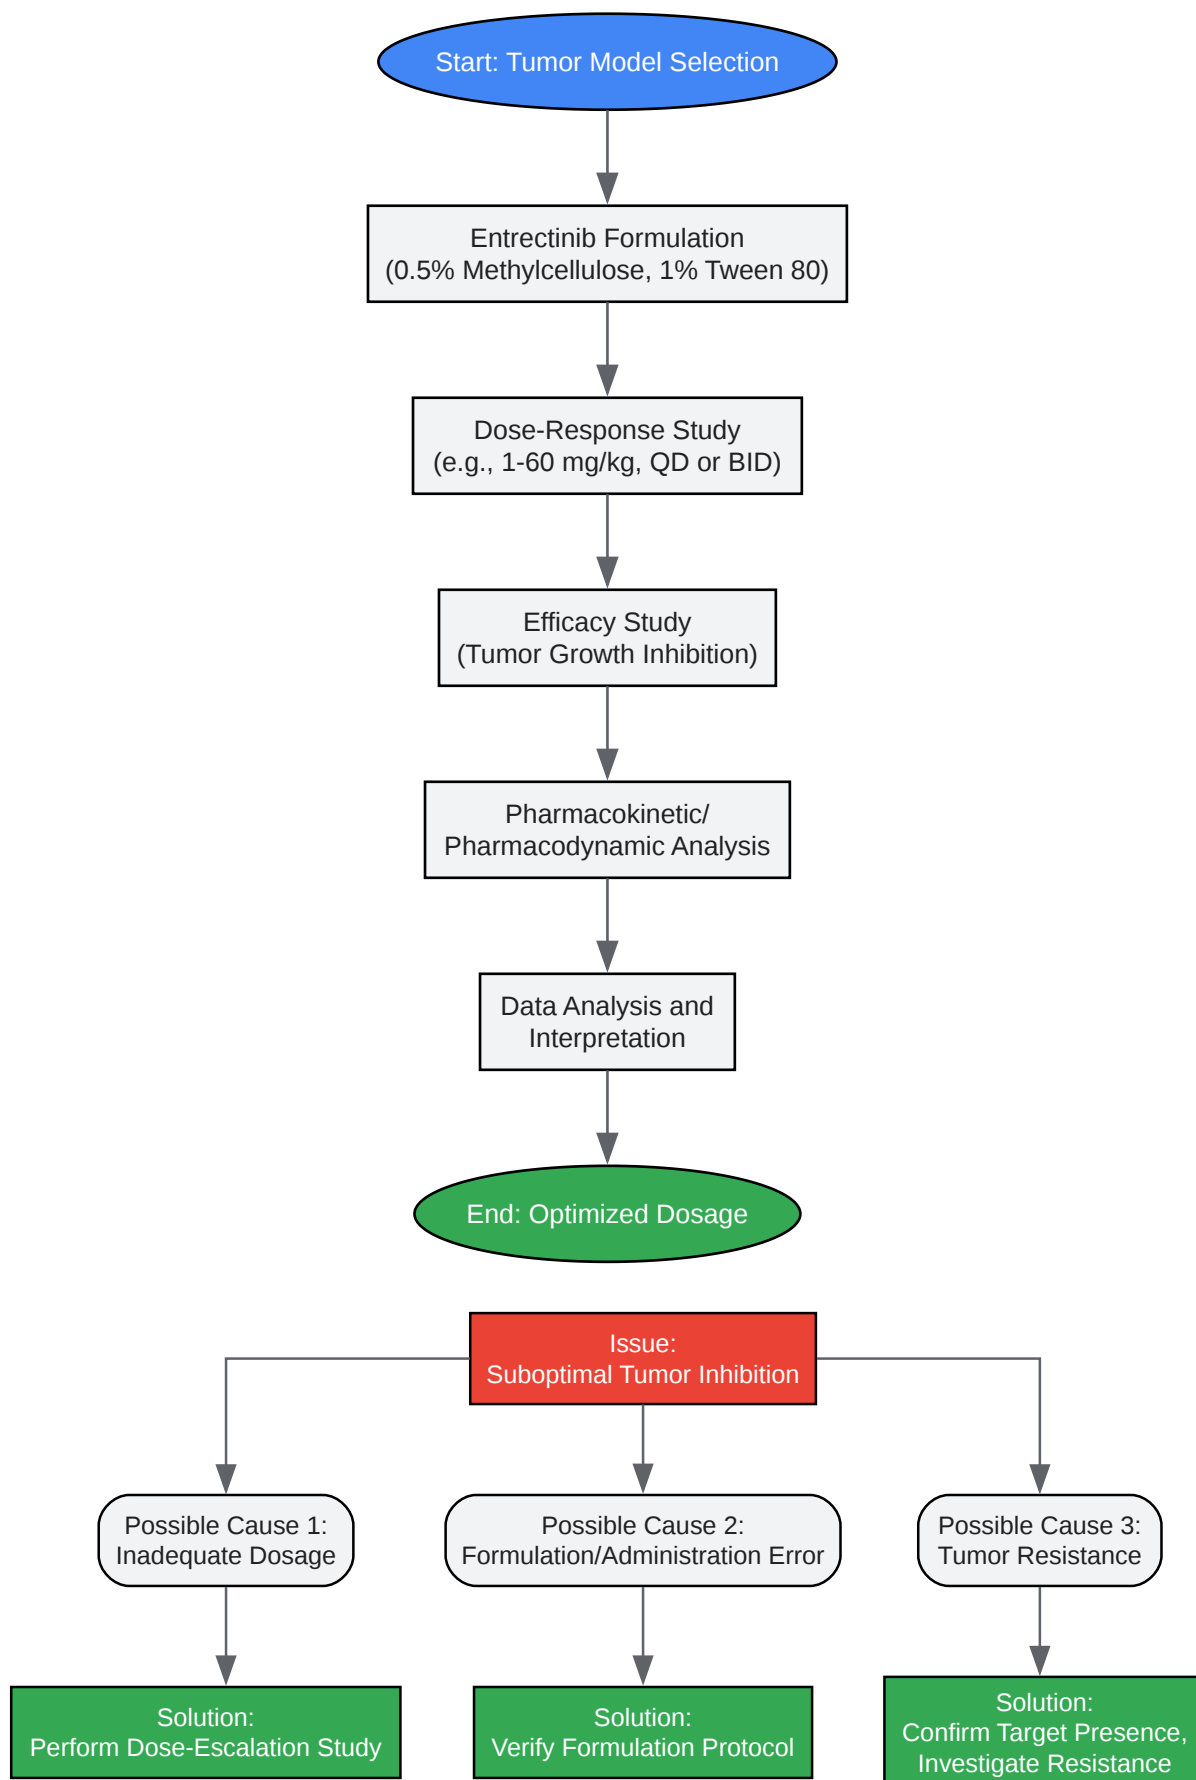 Start: Tumor Model Selection
Entrectinib Formulation
(0.5% Methylcellulose, 1% Tween 80)
Dose-Response Study
(e.g., 1-60 mg/kg, QD or BID)
Efficacy Study
(Tumor Growth Inhibition)
Pharmacokinetic/
Pharmacodynamic Analysis
Data Analysis and
Interpretation
End: Optimized Dosage
Issue:
Suboptimal Tumor Inhibition
Possible Cause 1:
Inadequate Dosage
Possible Cause 2:
Formulation/Administration Error
Possible Cause 3:
Tumor Resistance
Solution:
Perform Dose-Escalation Study
Solution:
Verify Formulation Protocol
Solution:
Confirm Target Presence,
Investigate Resistance